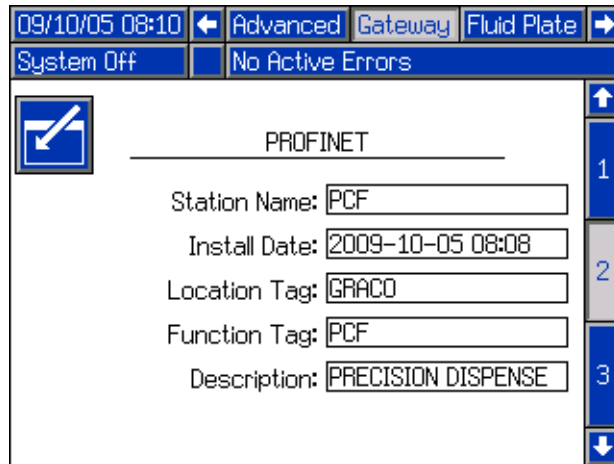 09/10/05 08:10 Advanced Gateway Fluid Plate
System Off No Active Errors
PROFINET
Station Name: PCF
Install Date: 2009-10-05 08:08
Location Tag: GRACO
Function Tag: PCF
Description: PRECISION DISPENSE
1
2
3